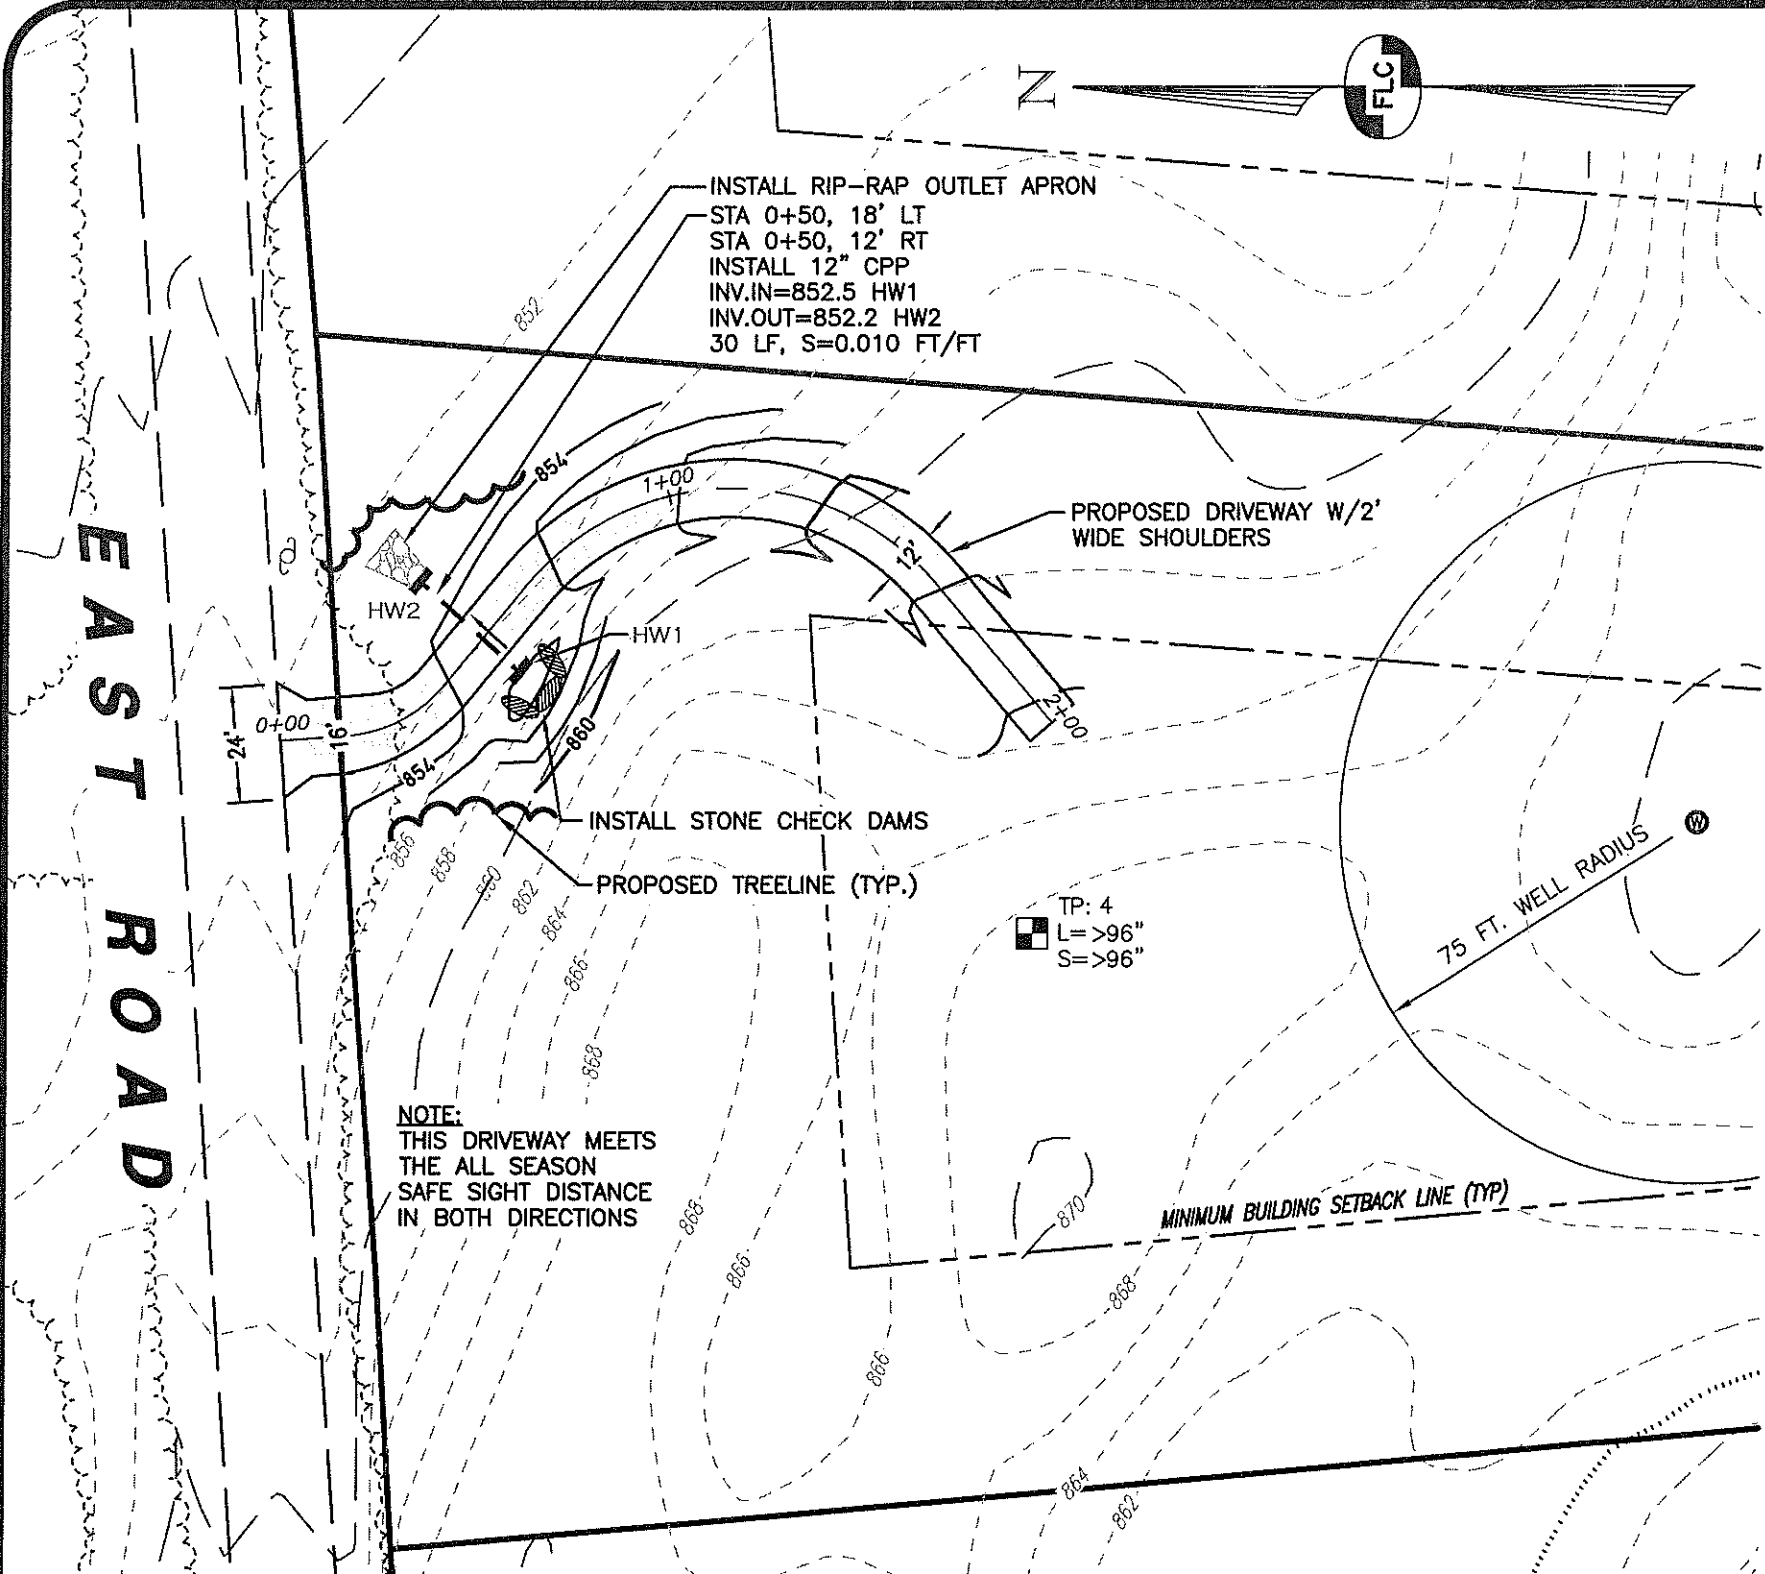 N
FLC
INSTALL RIP-RAP OUTLET APRON
STA 0+50, 18' LT
STA 0+50, 12' RT
INSTALL 12" CPP
INV.IN=852.5 HW1
INV.OUT=852.2 HW2
30 LF, S=0.010 FT/FT
852
854
1+00
PROPOSED DRIVEWAY W/2'
WIDE SHOULDERS
12'
HW2
HW1
EAST ROAD
24'
0+00
16'
2+00
860
854
INSTALL STONE CHECK DAMS
PROPOSED TREELINE (TYP.)
856
858
860
862
864
866
868
TP: 4
L=>96"
S=>96"
W
75 FT. WELL RADIUS
NOTE:
THIS DRIVEWAY MEETS
THE ALL SEASON
SAFE SIGHT DISTANCE
IN BOTH DIRECTIONS
868
866
866
870
MINIMUM BUILDING SETBACK LINE (TYP)
868
864
862